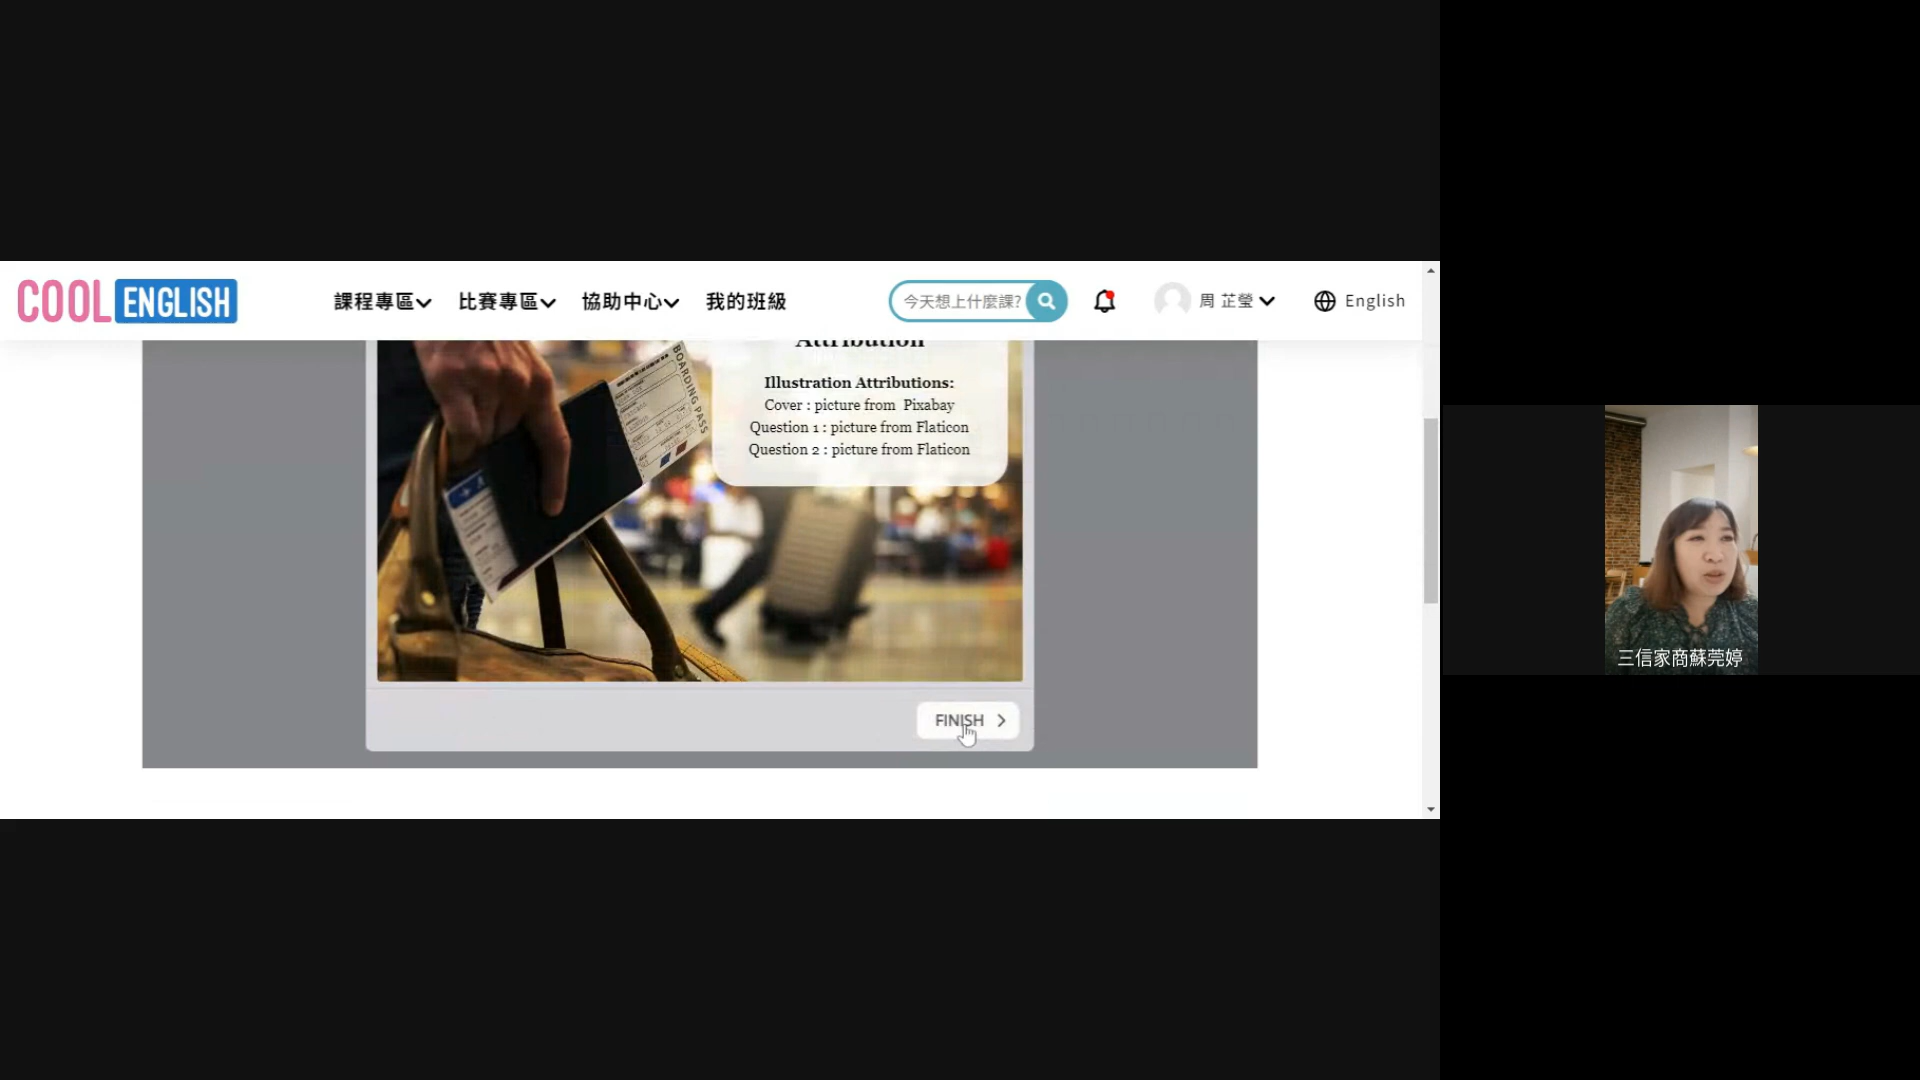 COOL ENGLISH
課程專區
比賽專區
協助中心
我的班級
今天想上什麼課?
周 芷瑩
English
Attribution
Illustration Attributions:
Cover : picture from Pixabay
Question 1 : picture from Flaticon
Question 2 : picture from Flaticon
BOARDING PASS
FINISH
三信家商蘇莞婷